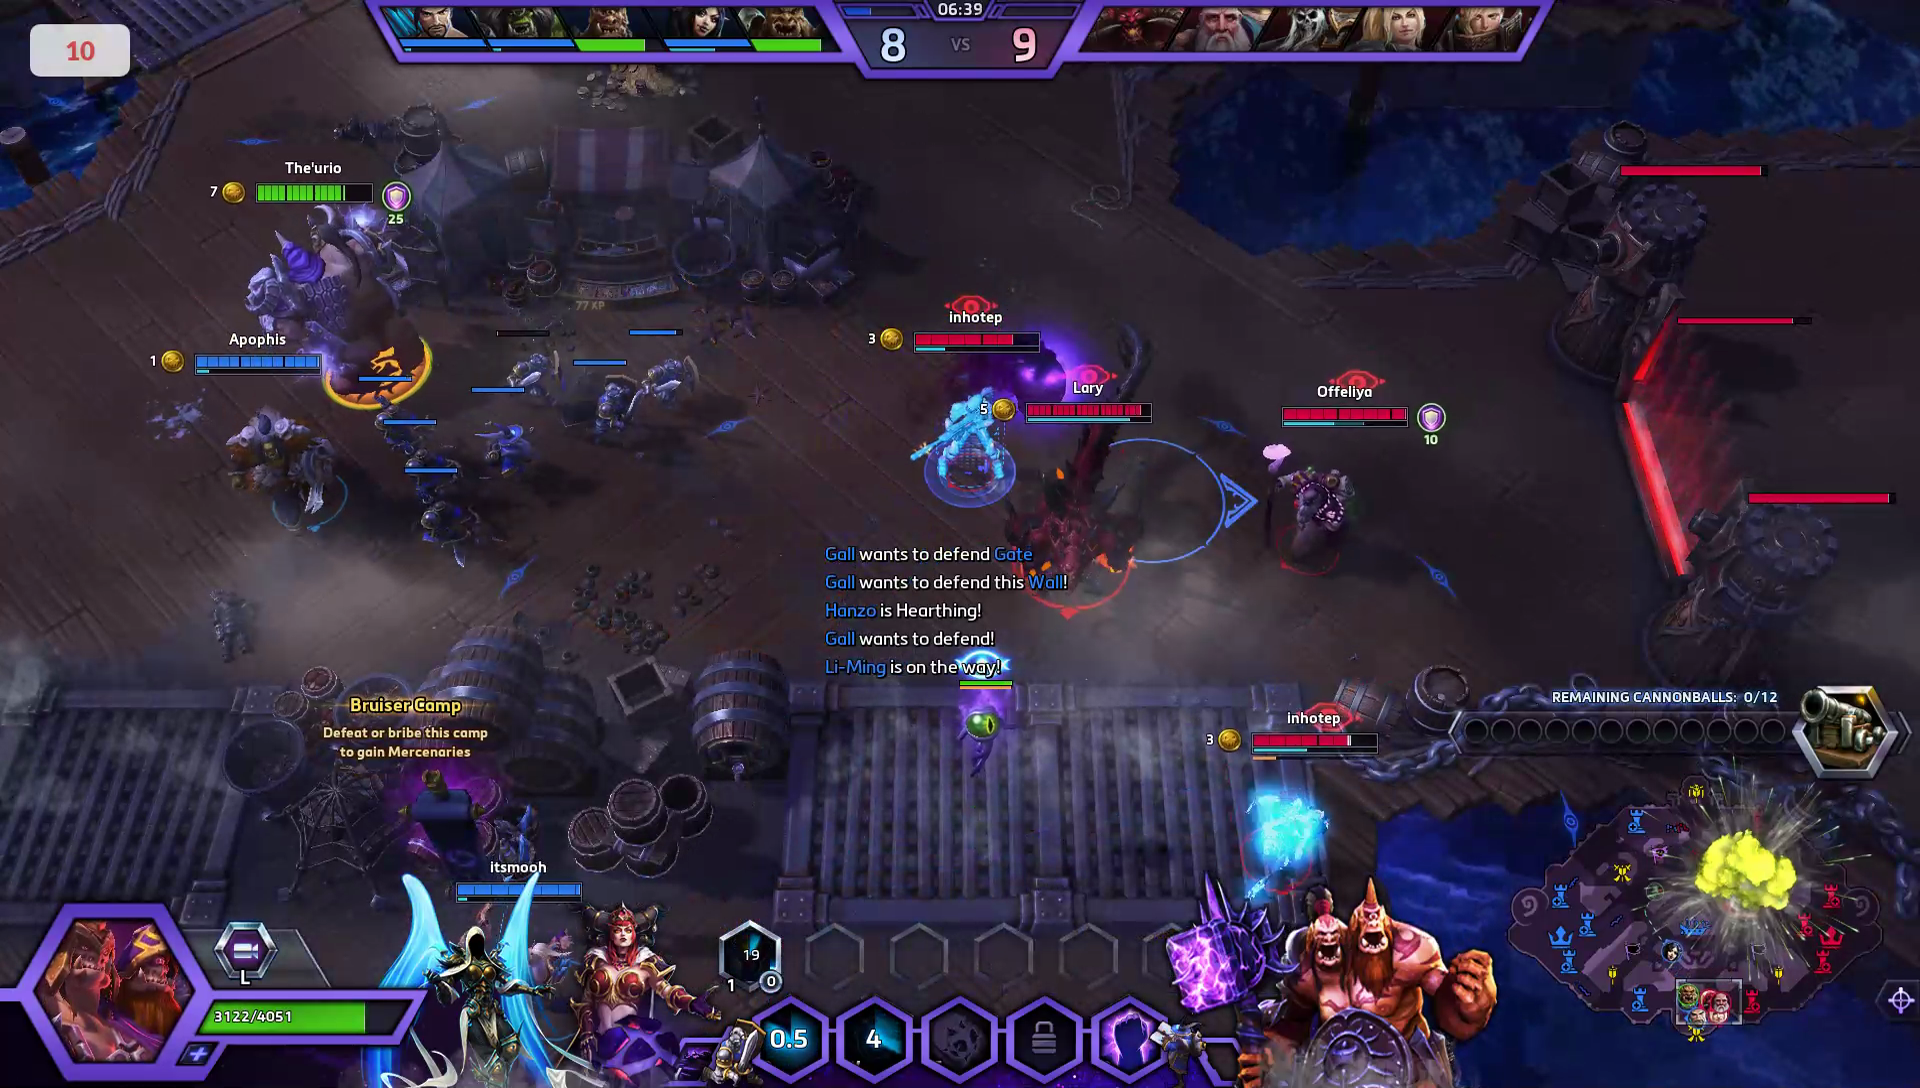 10
06:39
8 VS 9
The'urio
7
25
Apophis
1
77 XP
inhotep
3
Lary
5
Offeliya
10
Gall wants to defend Gate
Gall wants to defend this Wall!
Hanzo is Hearthing!
Gall wants to defend!
Li-Ming is on the way!
Bruiser Camp
Defeat or bribe this camp
to gain Mercenaries
REMAINING CANNONBALLS: 0/12
inhotep
3
itsmooh
L
19
1
0
3122/4051
0.5
4